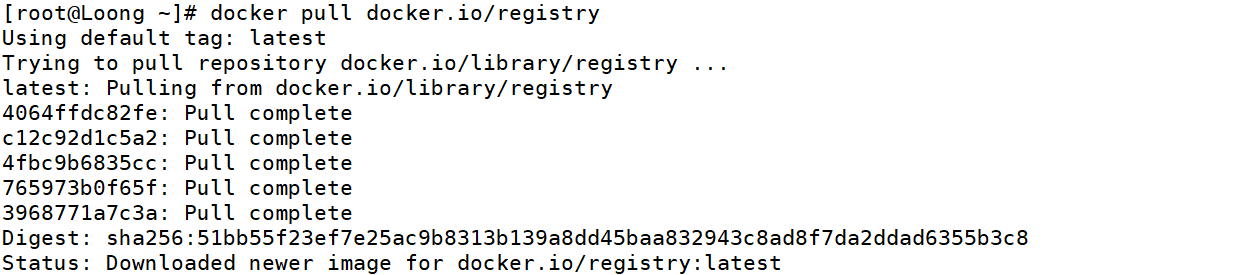 [root@Loong ~]# docker pull docker.io/registry
Using default tag: latest
Trying to pull repository docker.io/library/registry ...
latest: Pulling from docker.io/library/registry
4064ffdc82fe: Pull complete
c12c92d1c5a2: Pull complete
4fbc9b6835cc: Pull complete
765973b0f65f: Pull complete
3968771a7c3a: Pull complete
Digest: sha256:51bb55f23ef7e25ac9b8313b139a8dd45baa832943c8ad8f7da2ddad6355b3c8
Status: Downloaded newer image for docker.io/registry:latest